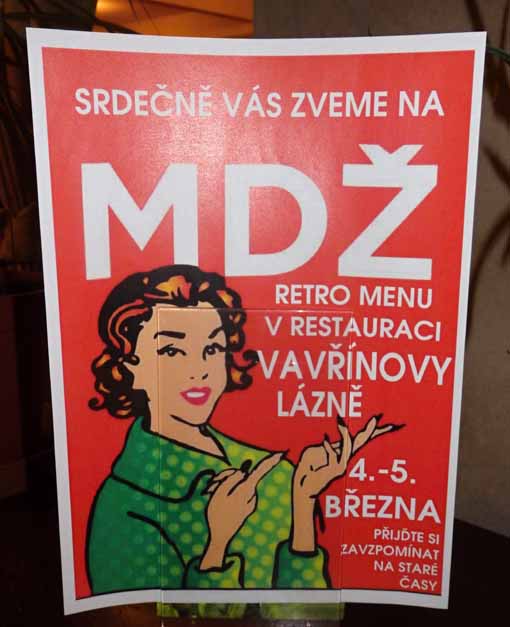 SRDEČNĚ VÁS ZVEME NA
MDŽ
RETRO MENU
V RESTAURACI
VAVŘÍNOVY
LÁZNĚ
4.-5.
BŘEZNA
PŘIJĎTE SI
ZAVZPOMÍNAT
NA STARÉ
ČASY